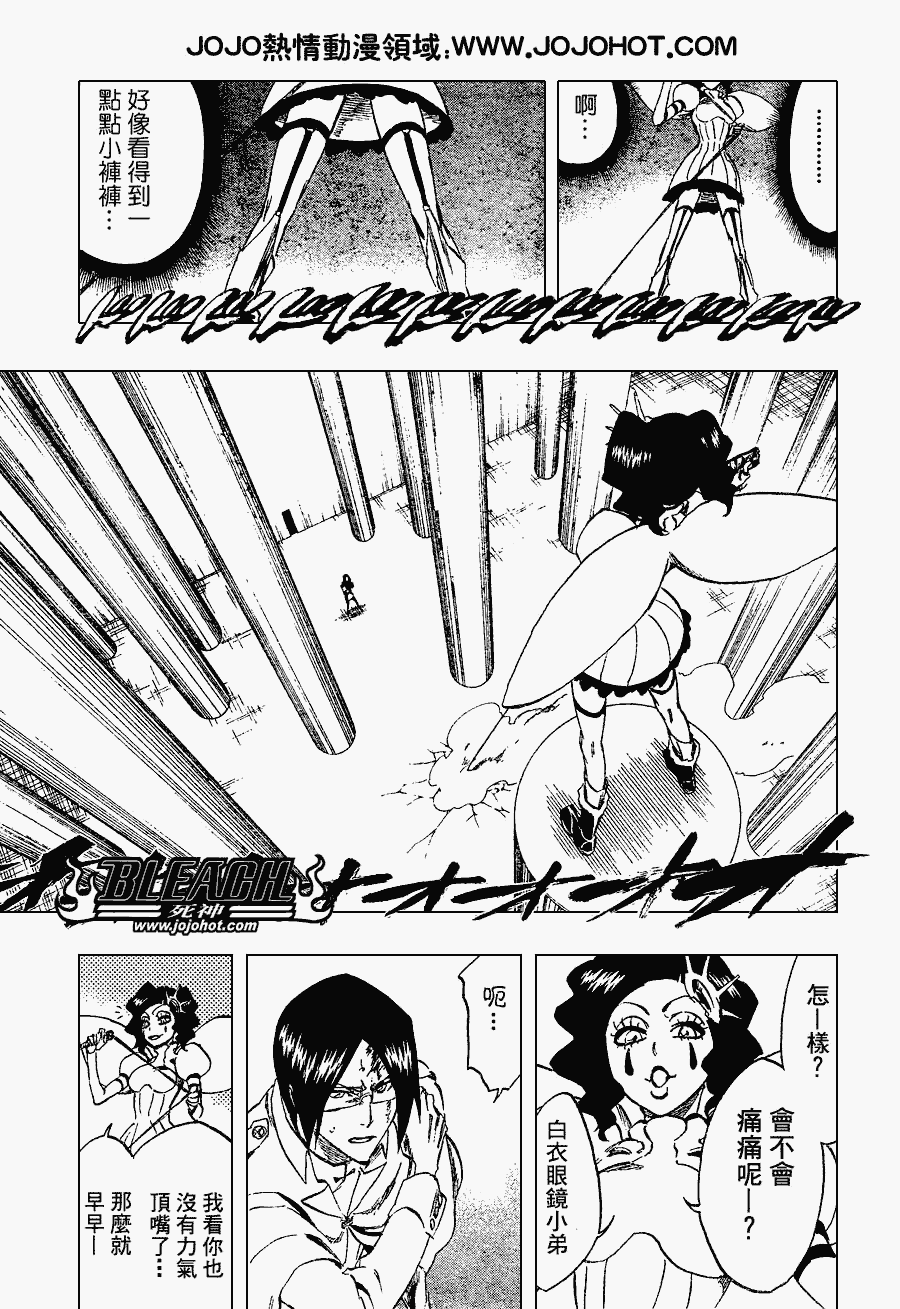 JOJO熱情動漫領域:WWW.JOJOHOT.COM
…………
啊…
好像看得到一
點點小褲褲…
BLEACH
死神
www.jojohot.com
怎—樣?
會不會
痛痛呢—?
白衣眼鏡小弟
呃…
我看你也
沒有力氣
頂嘴了…
那麼就
早早—